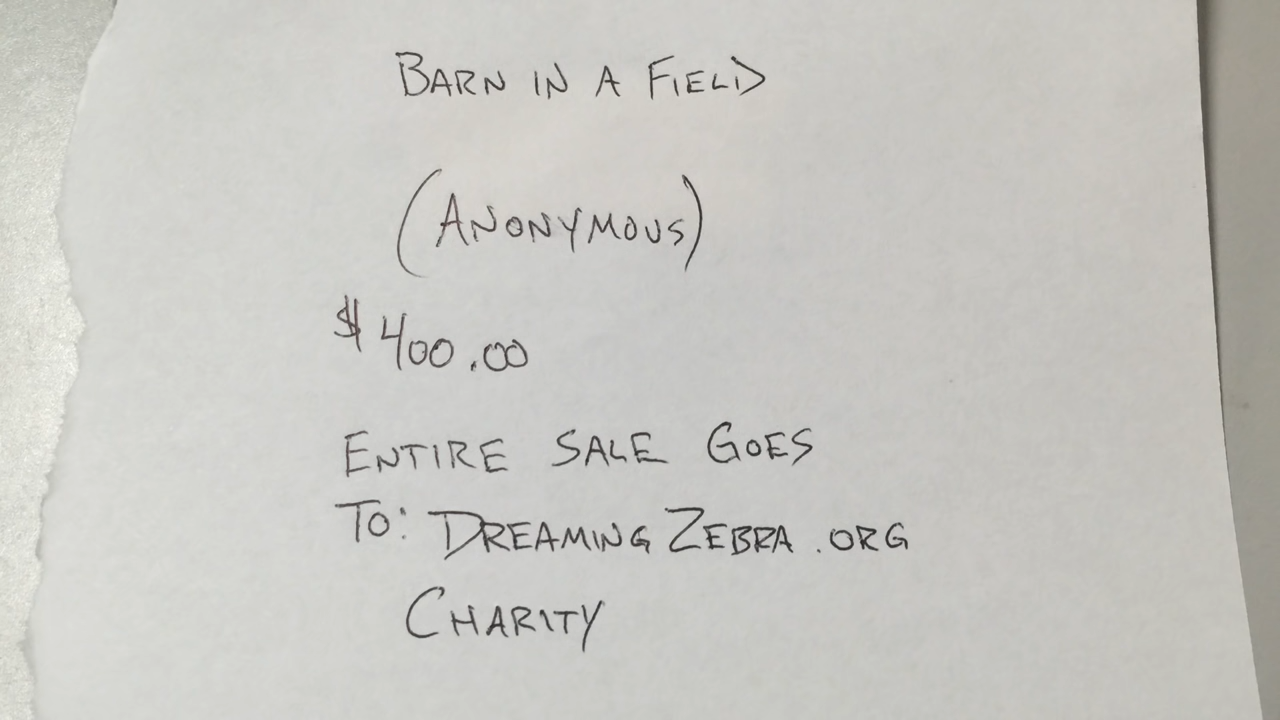 BARN IN A FIELD
(ANONYMOUS)
$400.00
ENTIRE SALE GOES
TO: DREAMING ZEBRA.ORG
CHARITY